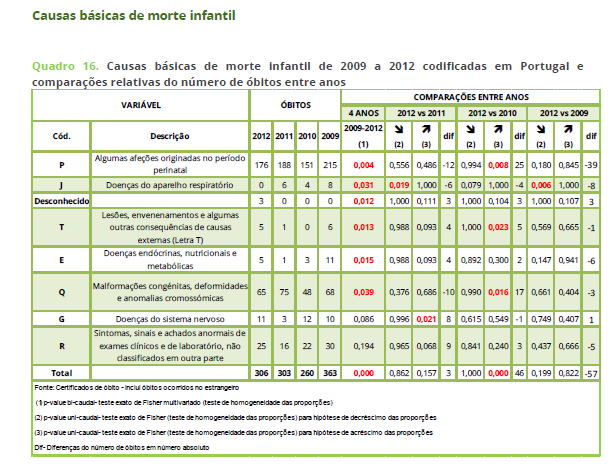 Causas básicas de morte infantil
Quadro 16. Causas básicas de morte infantil de 2009 a 2012 codificadas em Portugal e
comparações relativas do número de óbitos entre anos
VARIÁVEL ÓBITOS COMPARAÇÕES ENTRE ANOS
4 ANOS 2012 vs 2011 2012 vs 2010 2012 vs 2009
Cód. Descrição 2012 2011 2010 2009 2009-2012 (1) ↘ (2) ↗ (3) dif ↘ (2) ↗ (3) dif ↘ (2) ↗ (3) dif
P Algumas afeções originadas no período perinatal 176 188 151 215 0,004 0,556 0,486 -12 0,994 0,008 25 0,180 0,845 -39
J Doenças do aparelho respiratório 0 6 4 8 0,031 0,019 1,000 -6 0,079 1,000 -4 0,006 1,000 -8
Desconhecido 3 0 0 0 0,012 1,000 0,111 3 1,000 0,104 3 1,000 0,107 3
T Lesões, envenenamentos e algumas outras consequências de causas externas (Letra T) 5 1 0 6 0,013 0,988 0,093 4 1,000 0,023 5 0,569 0,665 -1
E Doenças endócrinas, nutricionais e metabólicas 5 1 3 11 0,015 0,988 0,093 4 0,892 0,300 2 0,147 0,941 -6
Q Malformações congénitas, deformidades e anomalias cromossómicas 65 75 48 68 0,039 0,376 0,686 -10 0,990 0,016 17 0,661 0,404 -3
G Doenças do sistema nervoso 11 3 12 10 0,086 0,996 0,021 8 0,615 0,549 -1 0,749 0,407 1
R Sintomas, sinais e achados anormais de exames clínicos e de laboratório, não classificados em outra parte 25 16 22 30 0,194 0,965 0,068 9 0,841 0,240 3 0,437 0,666 -5
Total 306 303 260 363 0,000 0,862 0,157 3 1,000 0,000 46 0,199 0,822 -57
Fonte: Certificados de óbito - inclui óbitos ocorridos no estrangeiro
(1) p-value bi-caudal- teste exato de Fisher multivariado (teste de homogeneidade das proporções)
(2) p-value uni-caudal- teste exato de Fisher (teste de homogeneidade das proporções) para hipótese de decréscimo das proporções
(3) p-value uni-caudal- teste exato de Fisher (teste de homogeneidade das proporções) para hipótese de acréscimo das proporções
Dif- Diferenças do número de óbitos em número absoluto